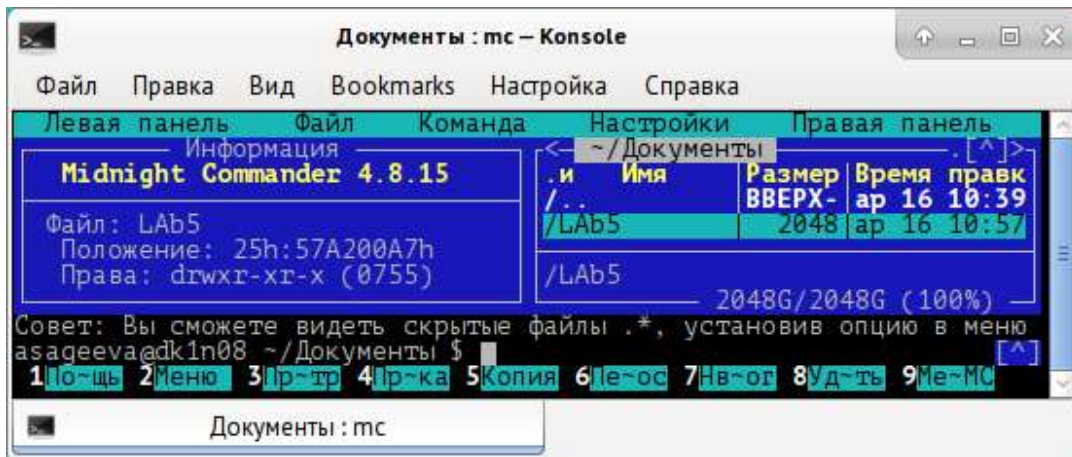 Документы : mc – Konsole
Файл Правка Вид Bookmarks Настройка Справка
Левая панель Файл Команда Настройки Правая панель
Информация
Midnight Commander 4.8.15
Файл: LAb5
Положение: 25h:57A200A7h
Права: drwxr-xr-x (0755)
<− ~/Документы .[^]>
.и Имя Размер Время правк
/.. ВВЕРХ- ар 16 10:39
/LAb5 2048 ар 16 10:57
/LAb5
2048G/2048G (100%)
Совет: Вы сможете видеть скрытые файлы .*, установив опцию в меню
asageeva@dk1n08 ~/Документы $ [^]
1По~щь 2Меню 3Пр~тр 4Пр~ка 5Копия 6Пе~ос 7Нв~ог 8Уд~ть 9Ме~МС
Документы : mc